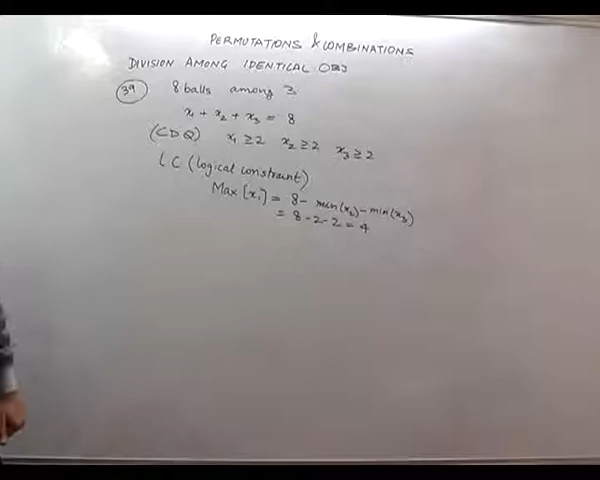 PERMUTATIONS & COMBINATIONS
DIVISION AMONG IDENTICAL OBJ
39 8 balls among 3
x1 + x2 + x3 = 8
(CDQ) x1 ≥ 2 x2 ≥ 2 x3 ≥ 2
LC (logical constraint)
Max [x1] = 8 - min(x2) - min(x3)
= 8 - 2 - 2 = 4